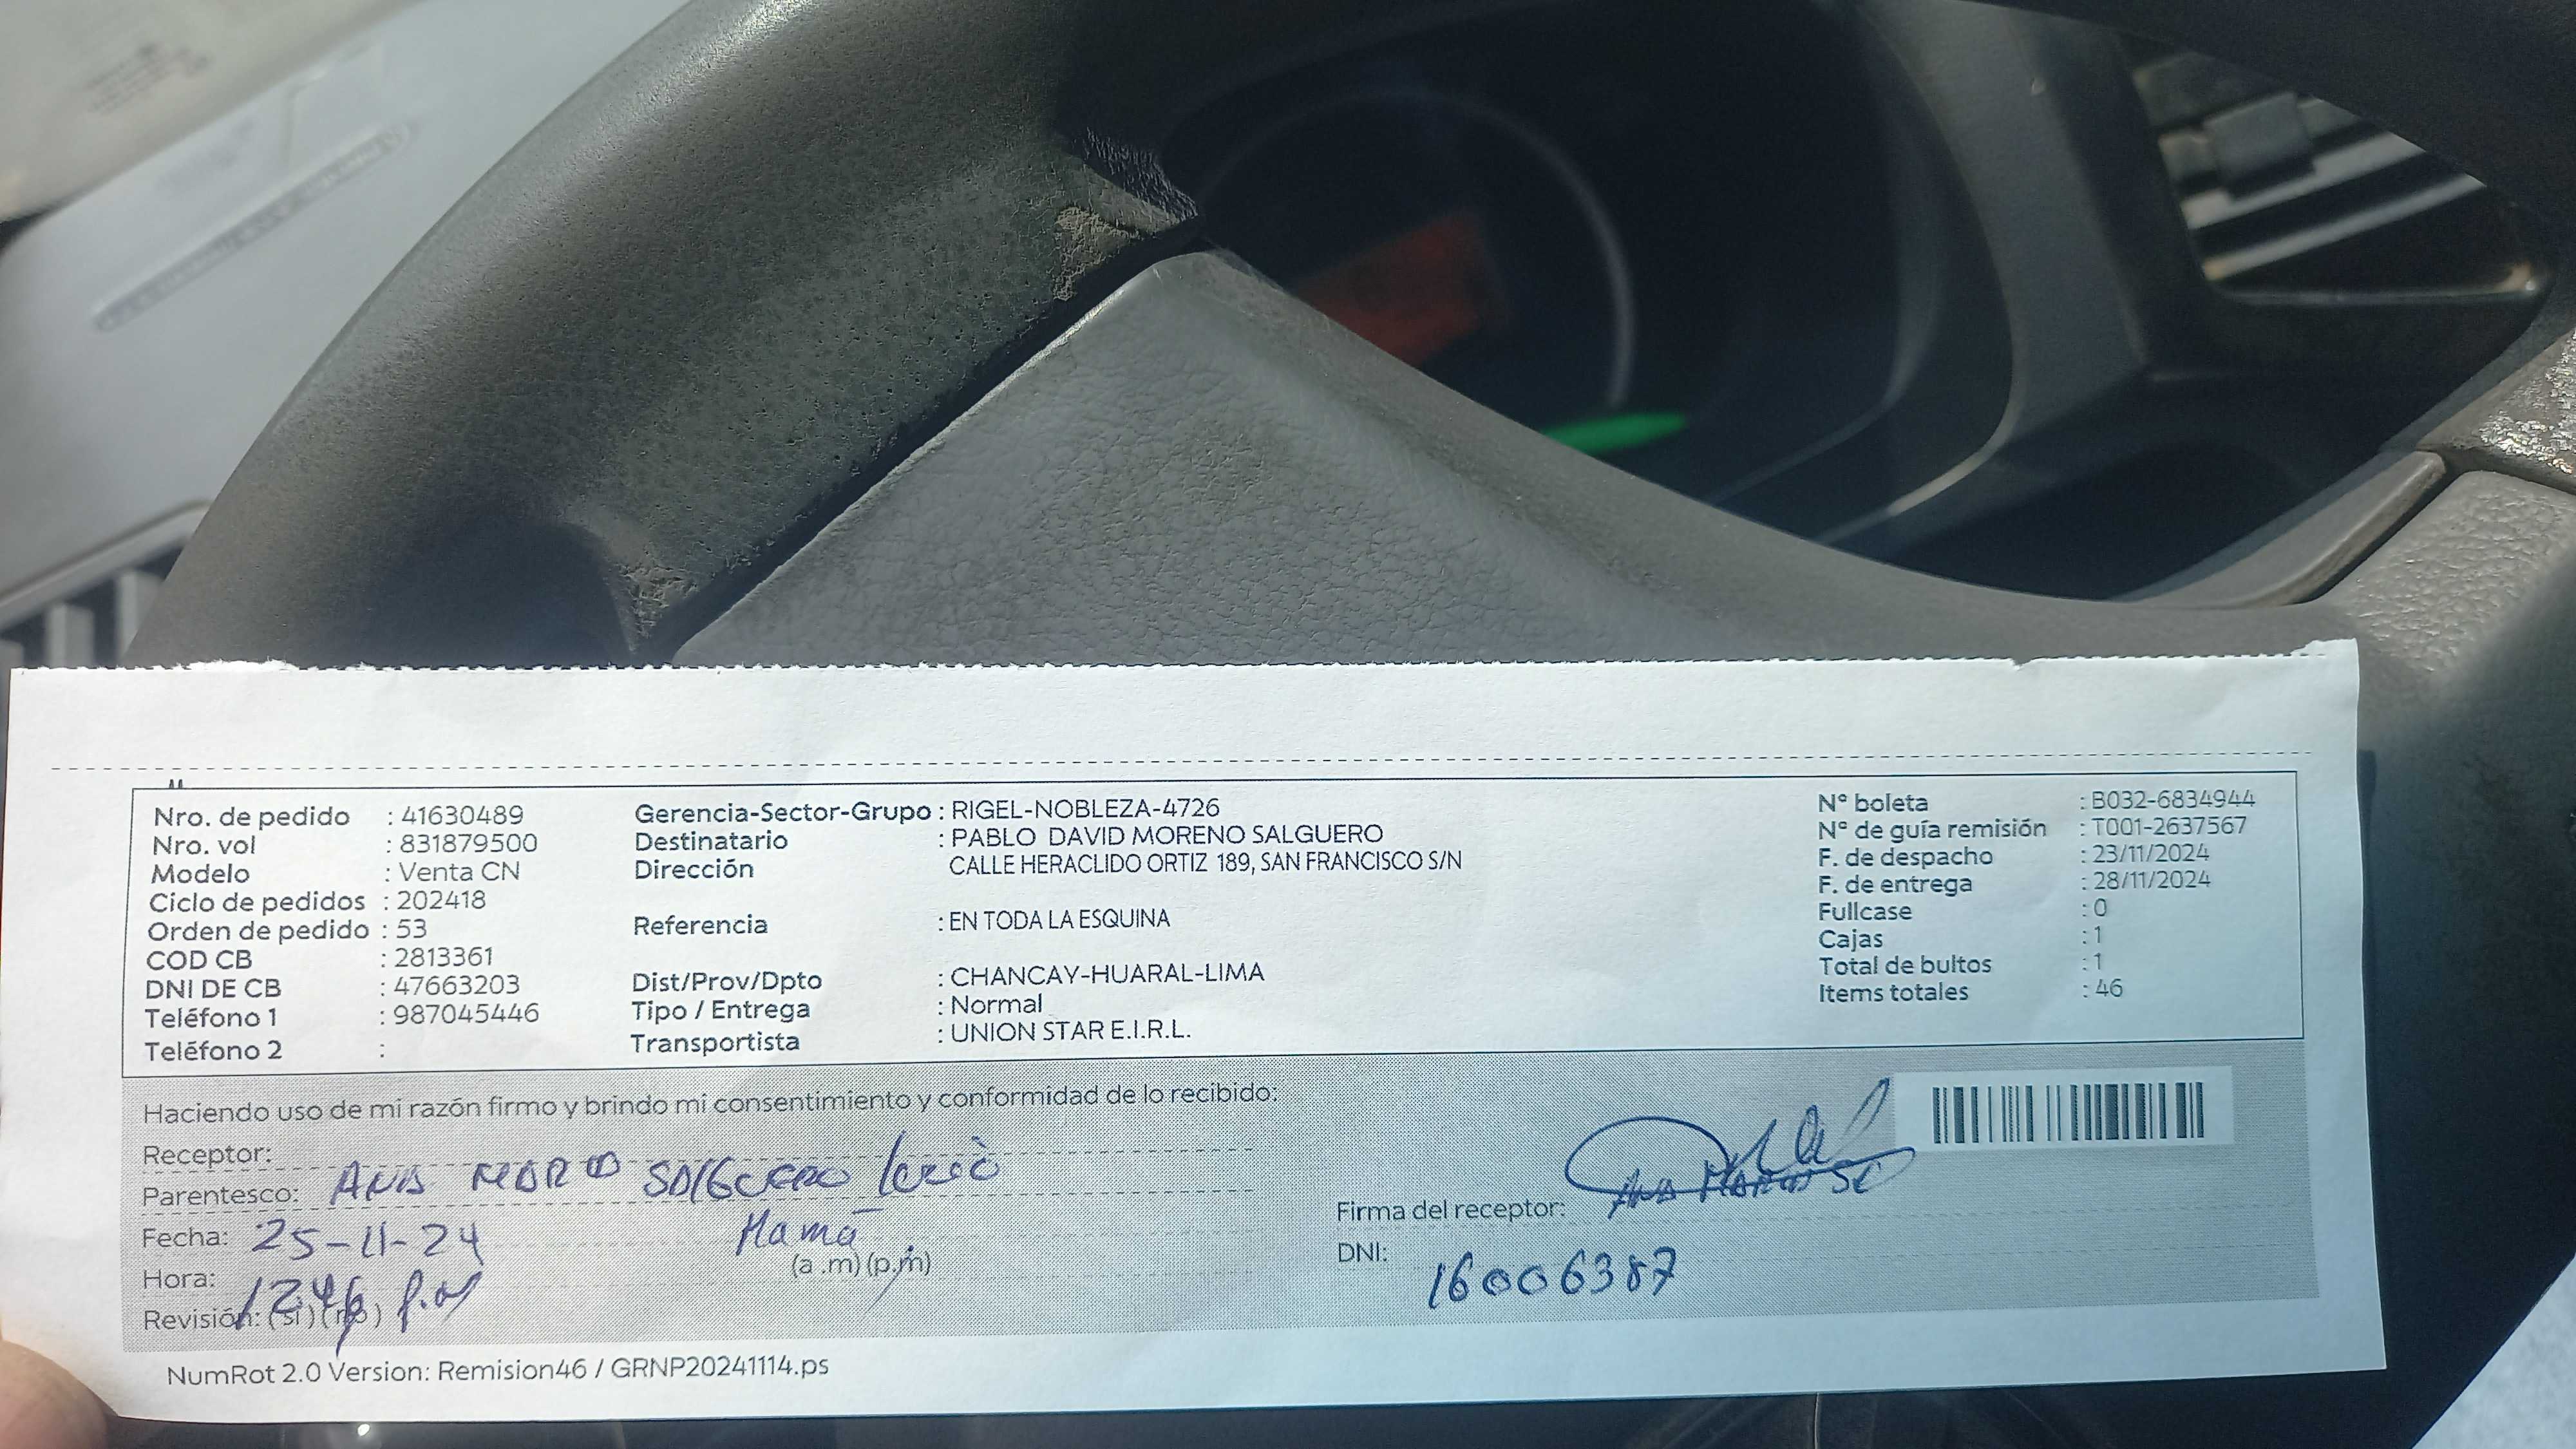 Nro. de pedido : 41630489
Nro. vol : 831879500
Modelo : Venta CN
Ciclo de pedidos : 202418
Orden de pedido : 53
COD CB : 2813361
DNI DE CB : 47663203
Teléfono 1 : 987045446
Teléfono 2 :
Gerencia-Sector-Grupo : RIGEL-NOBLEZA-4726
Destinatario : PABLO DAVID MORENO SALGUERO
Dirección CALLE HERACLIDO ORTIZ 189, SAN FRANCISCO S/N
Referencia : EN TODA LA ESQUINA
Dist/Prov/Dpto : CHANCAY-HUARAL-LIMA
Tipo / Entrega : Normal
Transportista : UNION STAR E.I.R.L.
N° boleta : B032-6834944
N° de guía remisión : T001-2637567
F. de despacho : 23/11/2024
F. de entrega : 28/11/2024
Fullcase : 0
Cajas : 1
Total de bultos : 1
Items totales : 46
Haciendo uso de mi razón firmo y brindo mi consentimiento y conformidad de lo recibido:
Receptor:
Parentesco: ANA MARIA SALGUERO
Fecha: 25-11-24 Mamá
Hora: 1246 p.m (a .m) (p.m)
Revisión: (si) (no)
Firma del receptor:
DNI: 16006387
NumRot 2.0 Version: Remision46 / GRNP20241114.ps